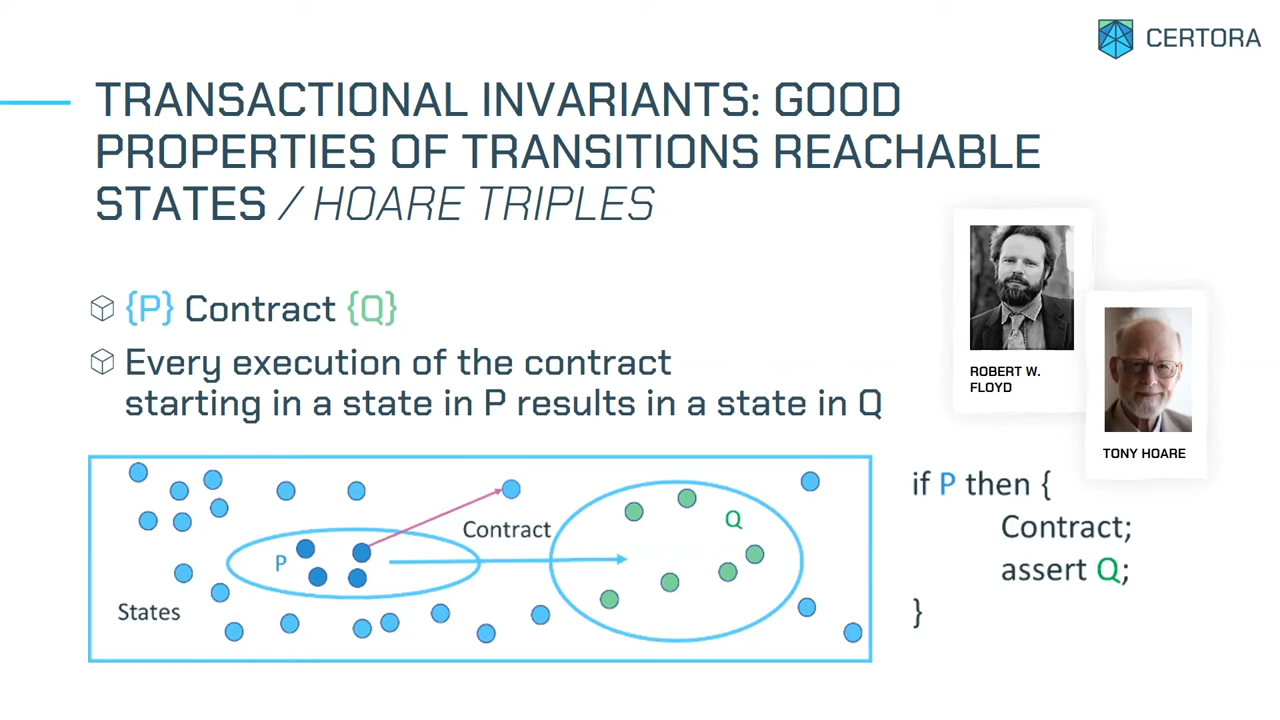 CERTORA
TRANSACTIONAL INVARIANTS: GOOD
PROPERTIES OF TRANSITIONS REACHABLE
STATES / HOARE TRIPLES
{P} Contract {Q}
Every execution of the contract
starting in a state in P results in a state in Q
ROBERT W.
FLOYD
TONY HOARE
States
P
Contract
Q
if P then {
Contract;
assert Q;
}